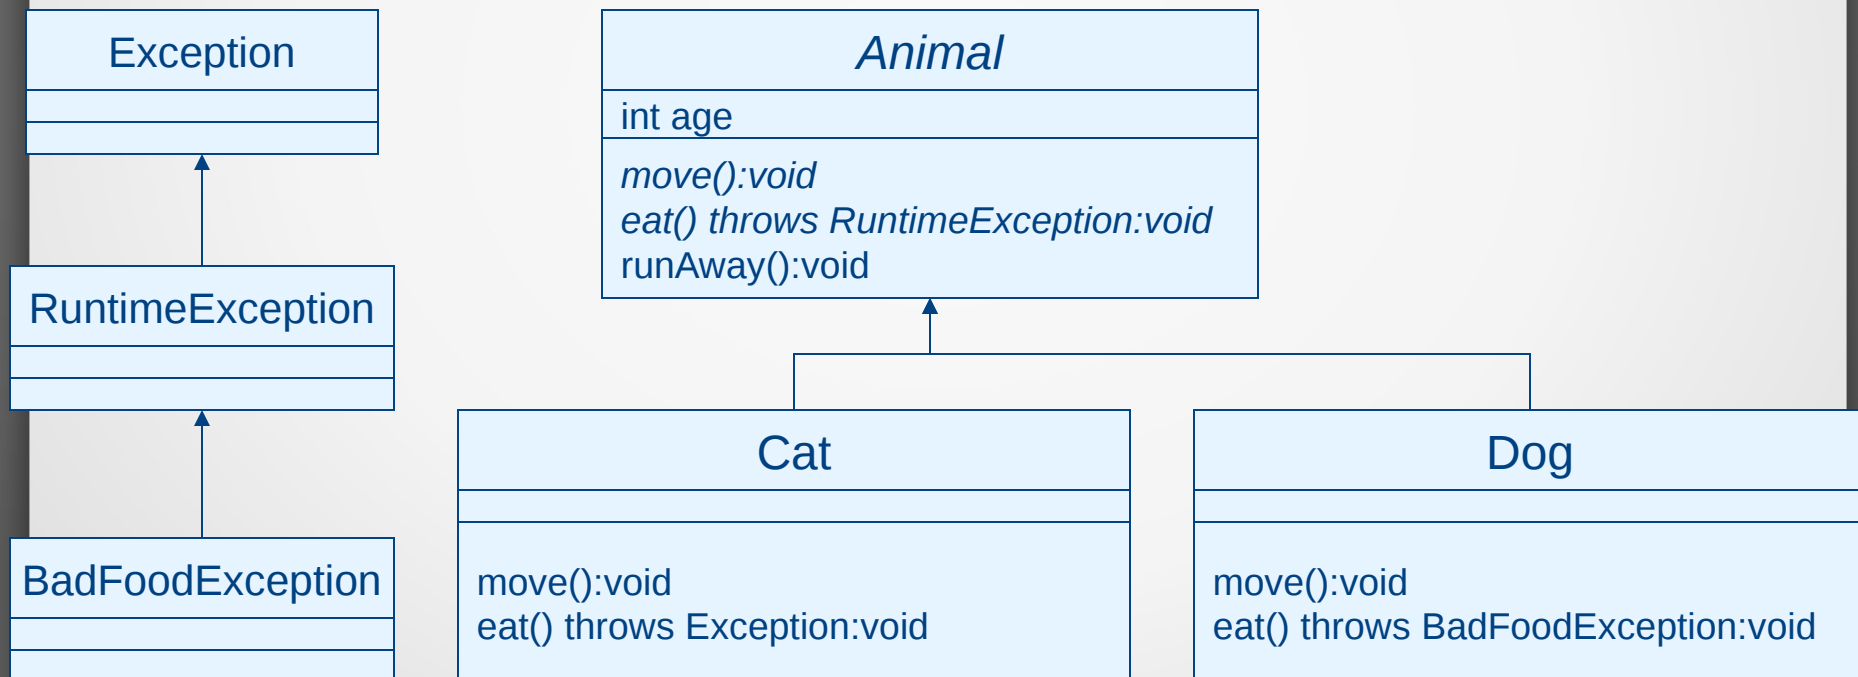 Exception
RuntimeException
BadFoodException
Animal
int age
move():void
eat() throws RuntimeException:void
runAway():void
Cat
move():void
eat() throws Exception:void
Dog
move():void
eat() throws BadFoodException:void